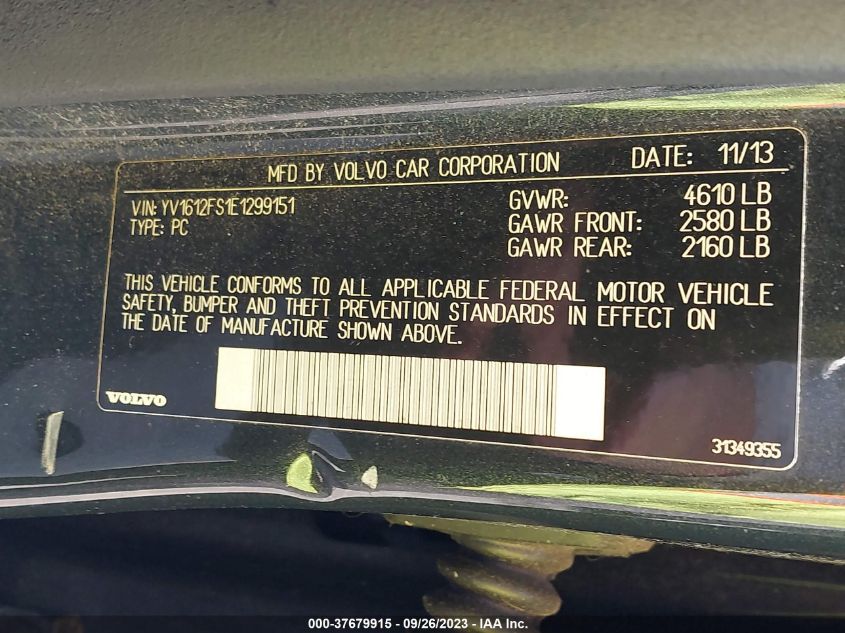 MFD BY VOLVO CAR CORPORATION DATE: 11/13
VIN: YV1612FS1E1299151 GVWR: 4610 LB
TYPE: PC GAWR FRONT: 2580 LB
GAWR REAR: 2160 LB
THIS VEHICLE CONFORMS TO ALL APPLICABLE FEDERAL MOTOR VEHICLE
SAFETY, BUMPER AND THEFT PREVENTION STANDARDS IN EFFECT ON
THE DATE OF MANUFACTURE SHOWN ABOVE.
VOLVO
31349355
000-37679915 - 09/26/2023 - IAA Inc.